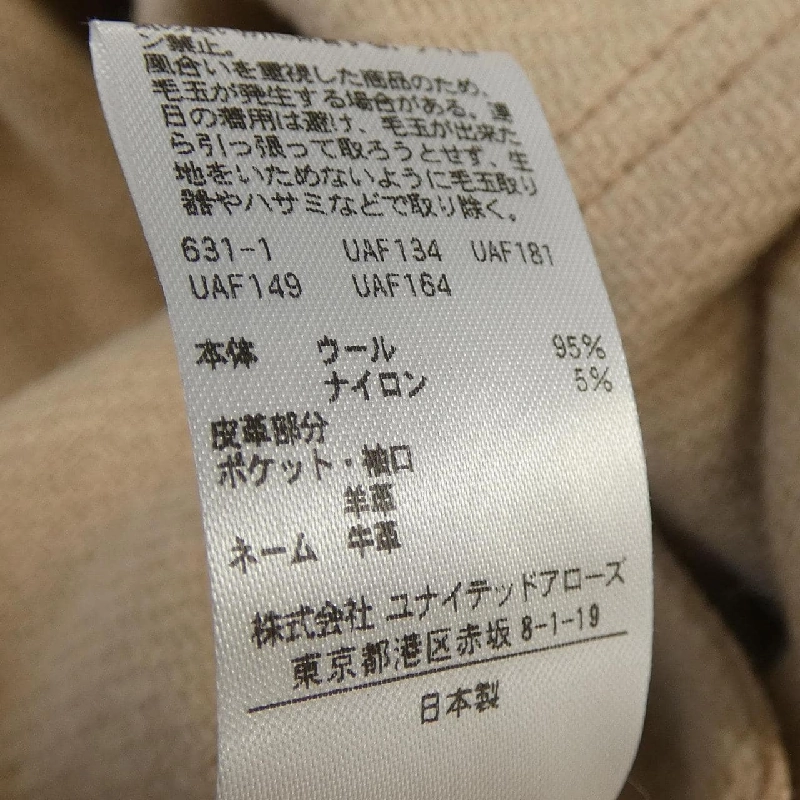 ン禁止。
風合いを重視した商品のため、
毛玉が発生する場合がある。連
日の着用は避け、毛玉が出来た
ら引っ張って取ろうとせず、生
地をいためないように毛玉取り
器やハサミなどで取り除く。
631-1 UAF134 UAF181
UAF149 UAF164
本体 ウール 95%
ナイロン 5%
皮革部分
ポケット・袖口
羊革
ネーム 牛革
株式会社 ユナイテッドアローズ
東京都港区赤坂 8-1-19
日本製